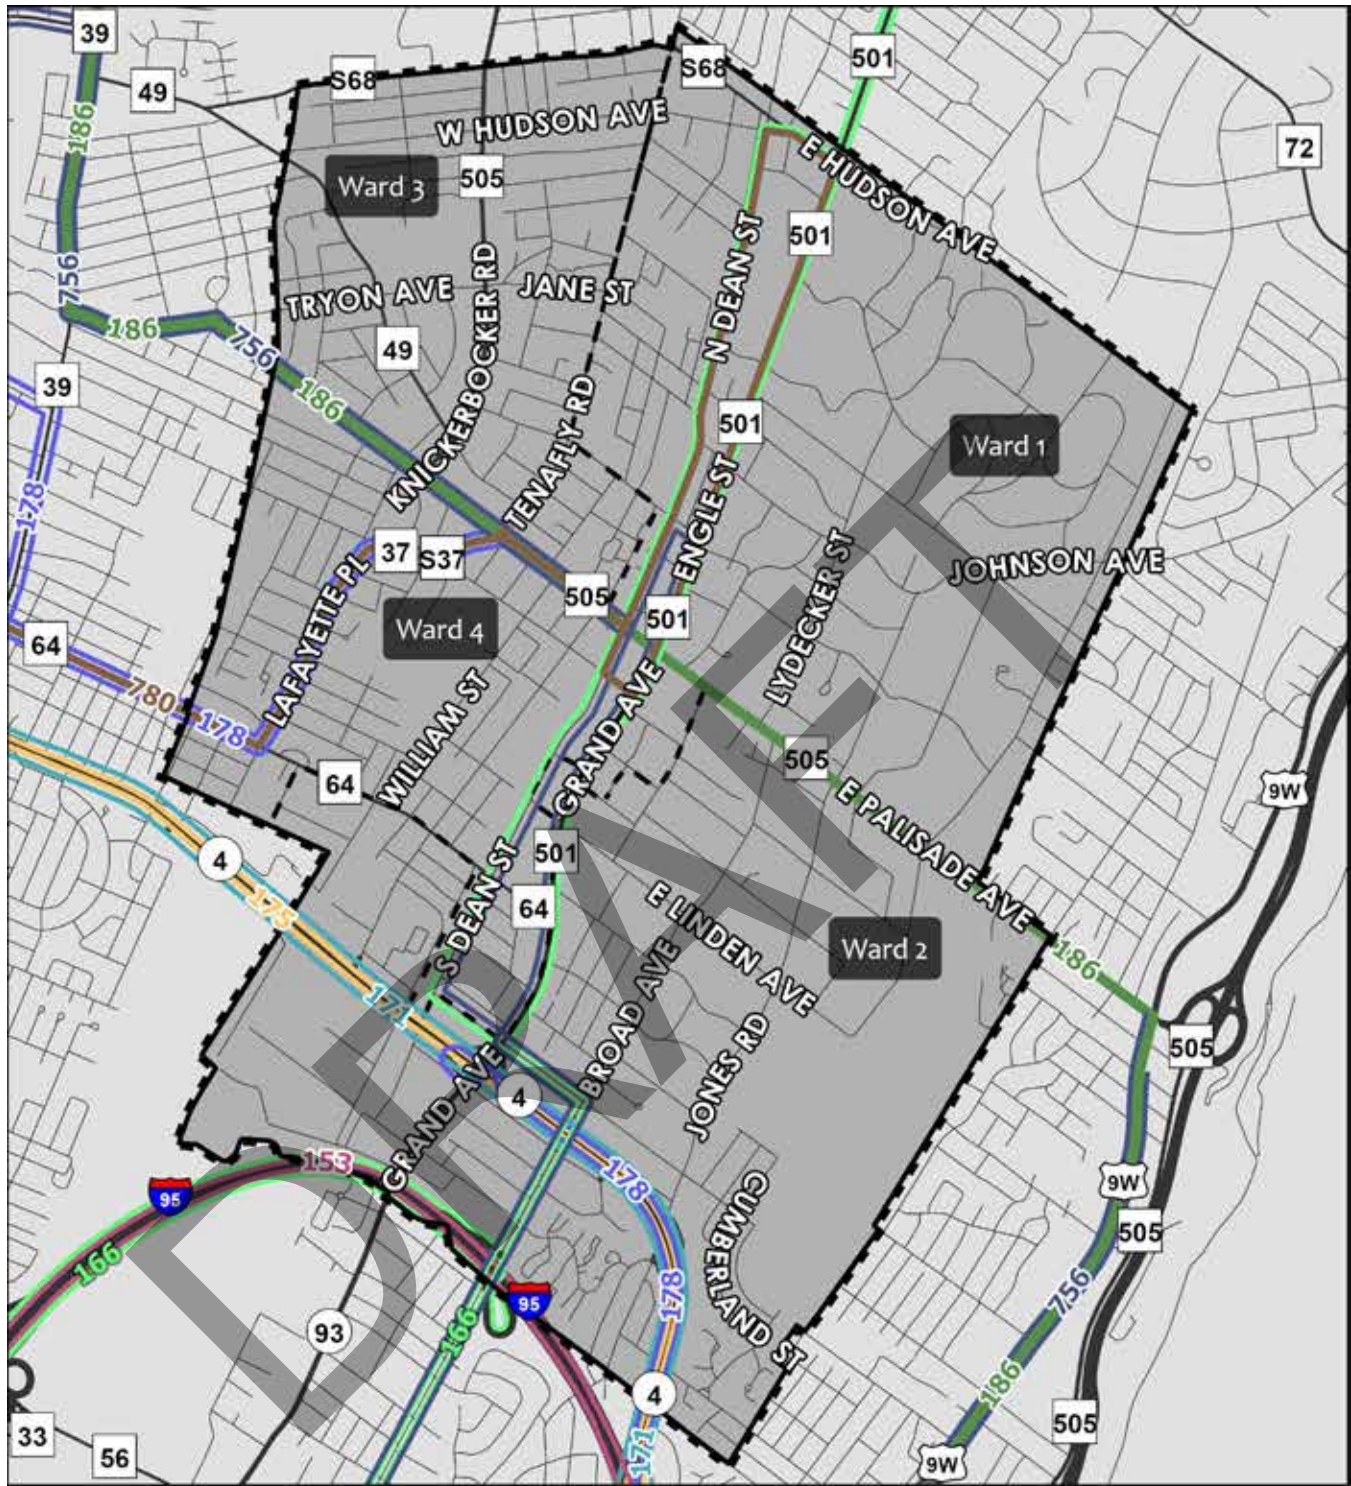 39
501
S68
S68
49
W HUDSON AVE
186
E HUDSON AVE
72
Ward 3
505
501
N DEAN ST
756
TRYON AVE
JANE ST
186
756
49
KNICKERBOCKER RD
39
186
TENAFLY RD
501
Ward 1
178
ENGLE ST
37
S37
LYDECKER ST
JOHNSON AVE
505
501
LAFAYETTE PL
Ward 4
64
780
178
WILLIAM ST
GRAND AVE
505
64
9W
E PALISADE AVE
4
501
175
S DEAN ST
64
E LINDEN AVE
Ward 2
186
171
BROAD AVE
505
JONES RD
4
GRAND AVE
153
178
95
9W
CUMBERLAND ST
505
166
178
756
95
93
166
4
186
505
33
56
171
9W
DRAFT